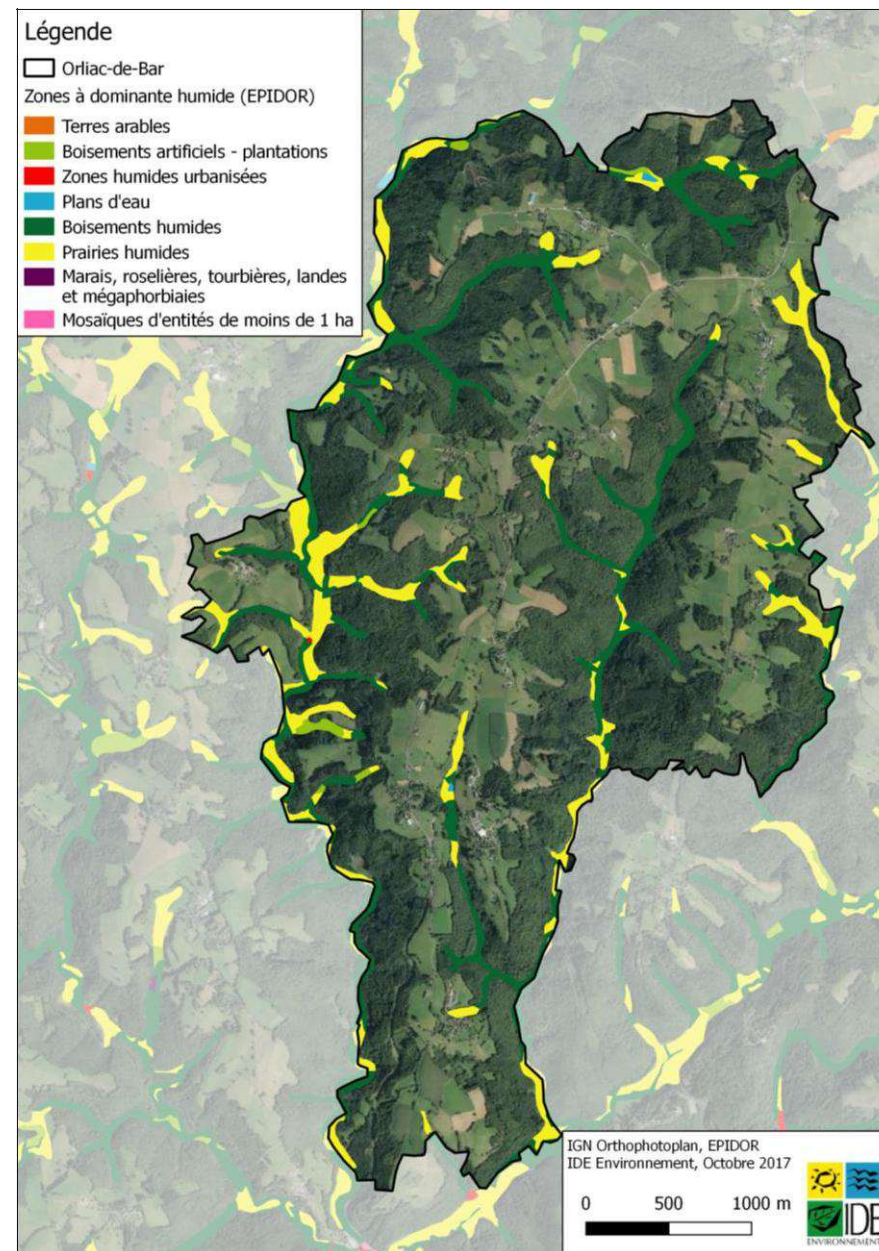 Légende
Orliac-de-Bar
Zones à dominante humide (EPIDOR)
Terres arables
Boisements artificiels - plantations
Zones humides urbanisées
Plans d'eau
Boisements humides
Prairies humides
Marais, roselières, tourbières, landes
et mégaphorbiaies
Mosaïques d'entités de moins de 1 ha
IGN Orthophotoplan, EPIDOR
IDE Environnement, Octobre 2017
0 500 1000 m
IDE
ENVIRONNEMENT